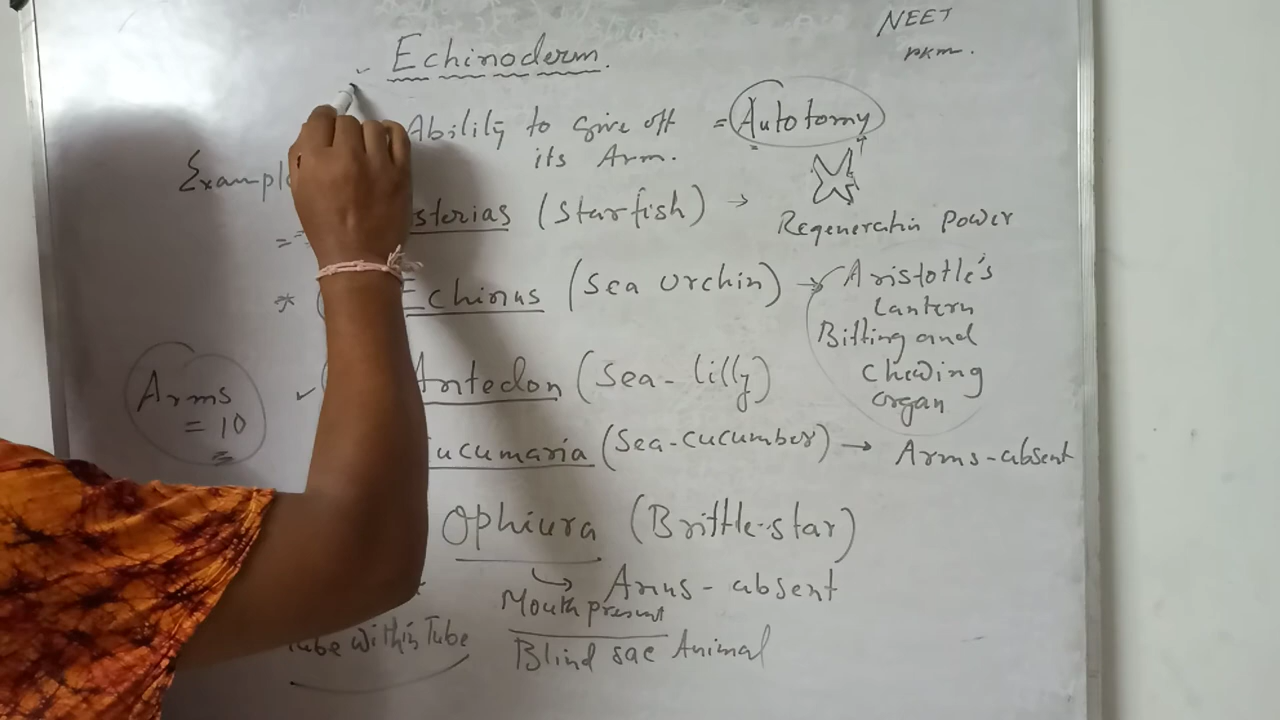 NEET
PKM.
Echinoderm.
Ability to give off = Autotomy
its Arm.
Exampl
sterias (Starfish) →
Regeneratin Power
* Echinus (Sea Urchin) → Aristotle's
Lantern
Bitting and
chewing
organ
Arms
= 10
✓ Antedon (Sea-lilly)
ucumaria (Sea-cucumber) → Arms-absent
Ophiura (Brittle-star)
↳ Anus - absent
Mouth present
Blind sac Animal
Tube within Tube